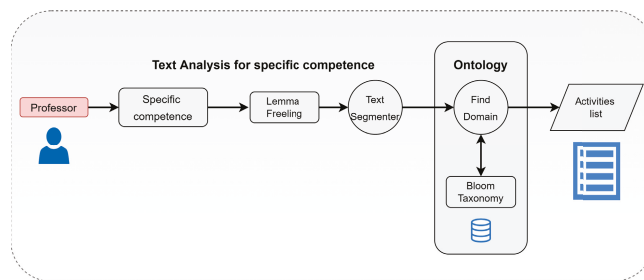 Text Analysis for specific competence
Ontology
Professor
Specific
competence
Lemma
Freeling
Text
Segmenter
Find
Domain
Activities
list
Bloom
Taxonomy